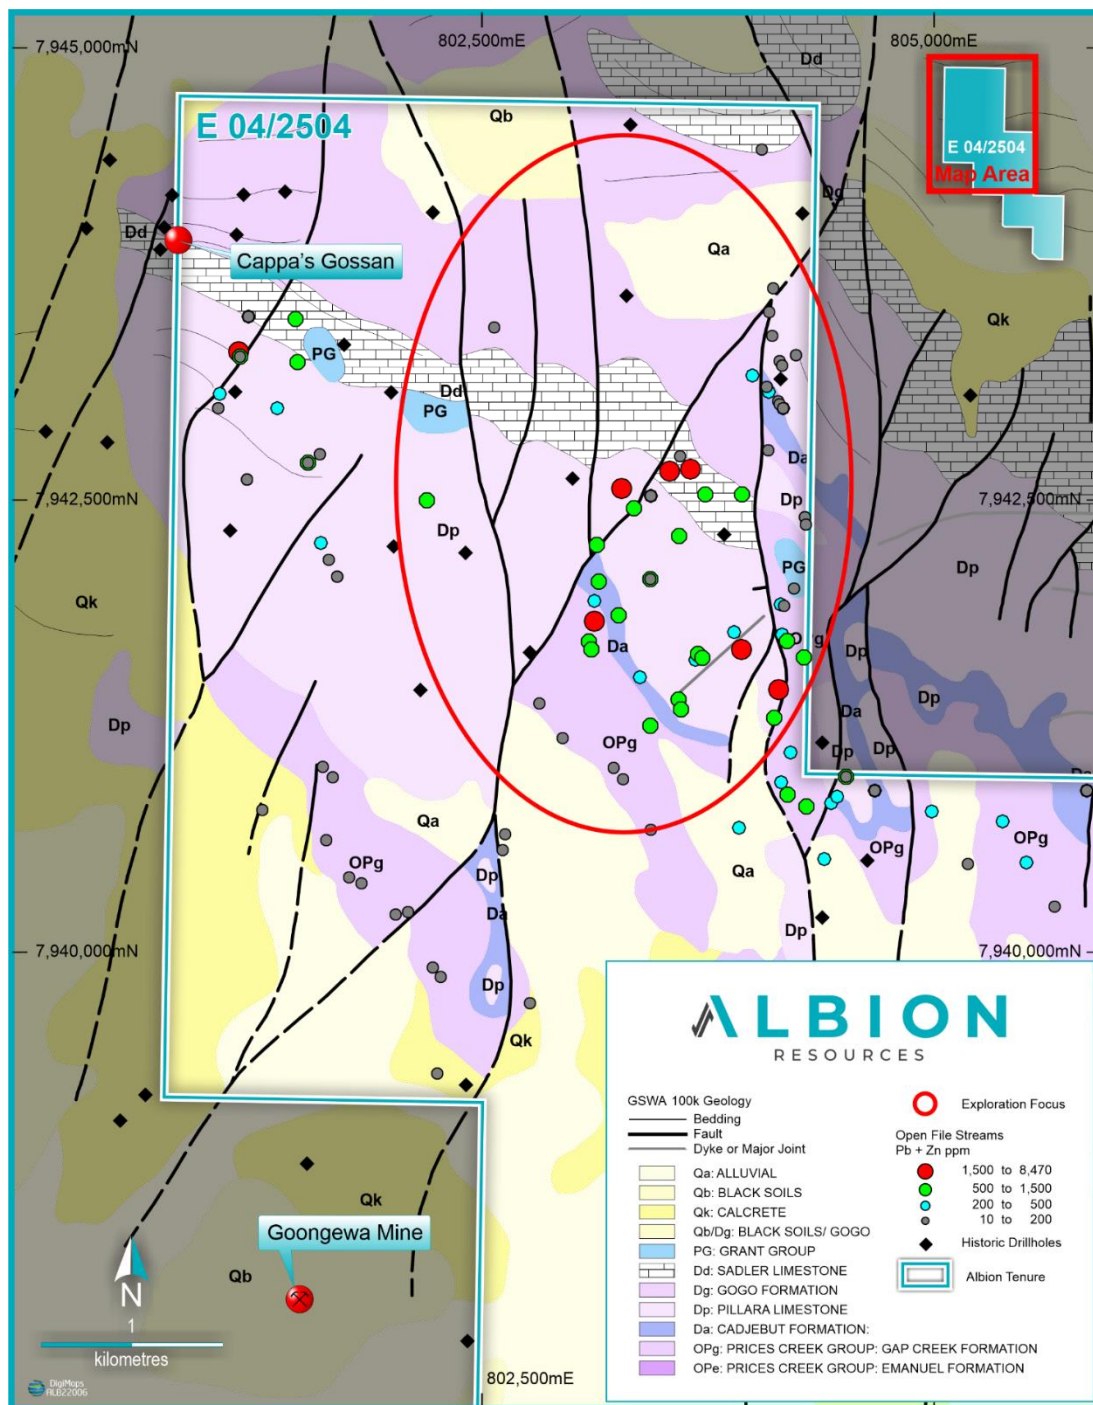 7,945,000mN
802,500mE
805,000mE
Dd
E 04/2504
Qb
E 04/2504
Map Area
Dg
Dd
Qa
Cappa's Gossan
Qk
PG
Dd
PG
Da
7,942,500mN
Dp
7,942,500mN
Dp
PG
Dp
Qk
OPg
Da
Dp
Dp
Da
OPg
Dp
Dp
Da
Qa
OPg
OPg
OPg
Qa
Dp
Da
Dp
7,940,000mN
7,940,000mN
Dp
Qk
ALBION
RESOURCES
GSWA 100k Geology
Bedding
Fault
Dyke or Major Joint
Qa: ALLUVIAL
Qb: BLACK SOILS
Qk: CALCRETE
Qb/Dg: BLACK SOILS/ GOGO
PG: GRANT GROUP
Dd: SADLER LIMESTONE
Dg: GOGO FORMATION
Dp: PILLARA LIMESTONE
Da: CADJEBUT FORMATION:
OPg: PRICES CREEK GROUP: GAP CREEK FORMATION
OPe: PRICES CREEK GROUP: EMANUEL FORMATION
Exploration Focus
Open File Streams
Pb + Zn ppm
1,500 to 8,470
500 to 1,500
200 to 500
10 to 200
Historic Drillholes
Albion Tenure
Qk
Goongewa Mine
Qb
N
1
kilometres
DigiMaps
ALB22006
802,500mE